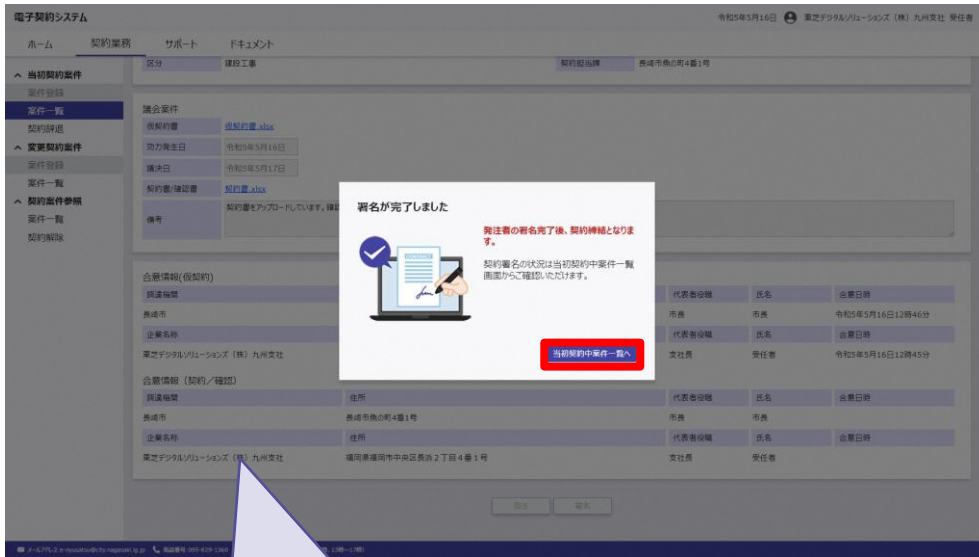 電子契約システム
令和5年5月16日 東芝デジタルソリューションズ（株）九州支社 受任者
ホーム 契約業務 サポート ドキュメント
当初契約案件
案件登録
案件一覧
契約辞退
変更契約案件
案件登録
案件一覧
契約案件参照
案件一覧
契約解除
区分 建設工事 契約担当課 長崎市魚の町4番1号
議会案件
仮契約書 仮契約書.xlsx
効力発生日 令和5年5月16日
議決日 令和5年5月17日
契約書/確認書 契約書.xlsx
備考 契約書をアップロードしています。確認
署名が完了しました
発注者の署名完了後、契約締結となりま
す。
契約署名の状況は当初契約中案件一覧
画面からご確認いただけます。
当初契約中案件一覧へ
合意情報(仮契約)
調達機関 代表者役職 氏名 合意日時
長崎市 市長 市長 令和5年5月16日12時46分
企業名称 代表者役職 氏名 合意日時
東芝デジタルソリューションズ（株）九州支社 支社長 受任者 令和5年5月16日12時45分
合意情報（契約／確認）
調達機関 住所 代表者役職 氏名 合意日時
長崎市 長崎市魚の町4番1号 市長 市長
企業名称 住所 代表者役職 氏名 合意日時
東芝デジタルソリューションズ（株）九州支社 福岡県福岡市中央区長浜2丁目4番1号 支社長 受任者
戻る 署名